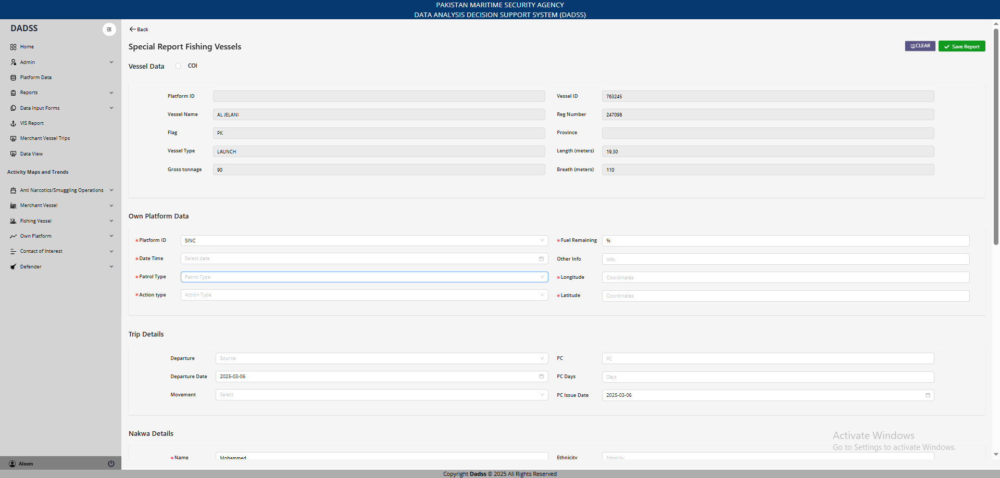 PAKISTAN MARITIME SECURITY AGENCY
DATA ANALYSIS DECISION SUPPORT SYSTEM (DADSS)
DADSS
Home
Admin
Platform Data
Reports
Data Input Forms
VIS Report
Merchant Vessel Trips
Data View
Activity Maps and Trends
Anti Narcotics/Smuggling Operations
Merchant Vessel
Fishing Vessel
Own Platform
Contact of Interest
Defender
Aleem
Back
Special Report Fishing Vessels
CLEAR
Save Report
Vessel Data
COI
Platform ID
Vessel ID 763245
Vessel Name AL JELANI
Reg Number 24709B
Flag PK
Province
Vessel Type LAUNCH
Length (meters) 19.30
Gross tonnage 90
Breath (meters) 110
Own Platform Data
* Platform ID SINC
* Fuel Remaining %
* Date Time Select date
Other Info Info
* Patrol Type Patrol Type
* Longitude Coordinates
* Action type Action Type
* Latitude Coordinates
Trip Details
Departure Source
PC PC
Departure Date 2025-03-06
PC Days Days
Movement Select
PC Issue Date 2025-03-06
Nakwa Details
* Name Mohammed
Ethnicity Ethnicity
Activate Windows
Go to Settings to activate Windows.
Copyright Dadss © 2025 All Rights Reserved